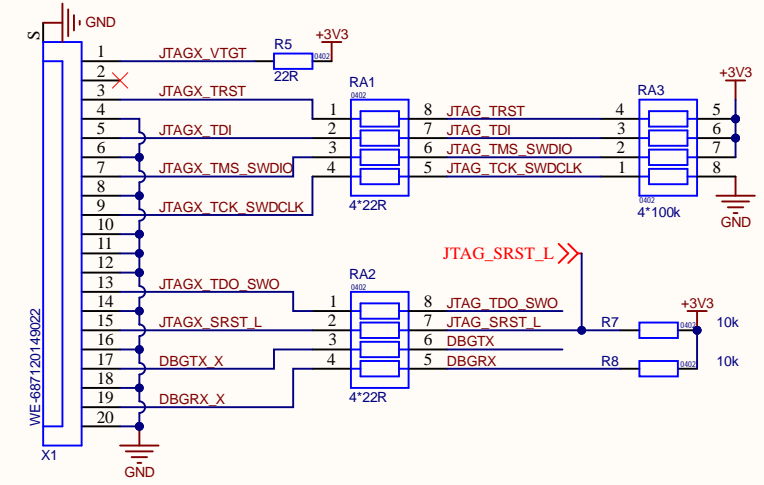 S
GND
1
JTAGX_VTGT
R5
0402
22R
+3V3
2
3
JTAGX_TRST
4
5
JTAGX_TDI
6
7
JTAGX_TMS_SWDIO
8
9
JTAGX_TCK_SWDCLK
10
11
12
13
JTAGX_TDO_SWO
14
15
JTAGX_SRST_L
16
17
DBGTX_X
18
19
DBGRX_X
20
WE-687120149022
X1
GND
RA1
0402
1
2
3
4
8
7
6
5
4*22R
JTAG_TRST
JTAG_TDI
JTAG_TMS_SWDIO
JTAG_TCK_SWDCLK
RA3
4
3
2
1
5
6
7
8
0402
4*100k
+3V3
GND
JTAG_SRST_L
RA2
0402
1
2
3
4
8
7
6
5
4*22R
JTAG_TDO_SWO
JTAG_SRST_L
DBGTX
DBGRX
R7
0402
10k
R8
0402
10k
+3V3